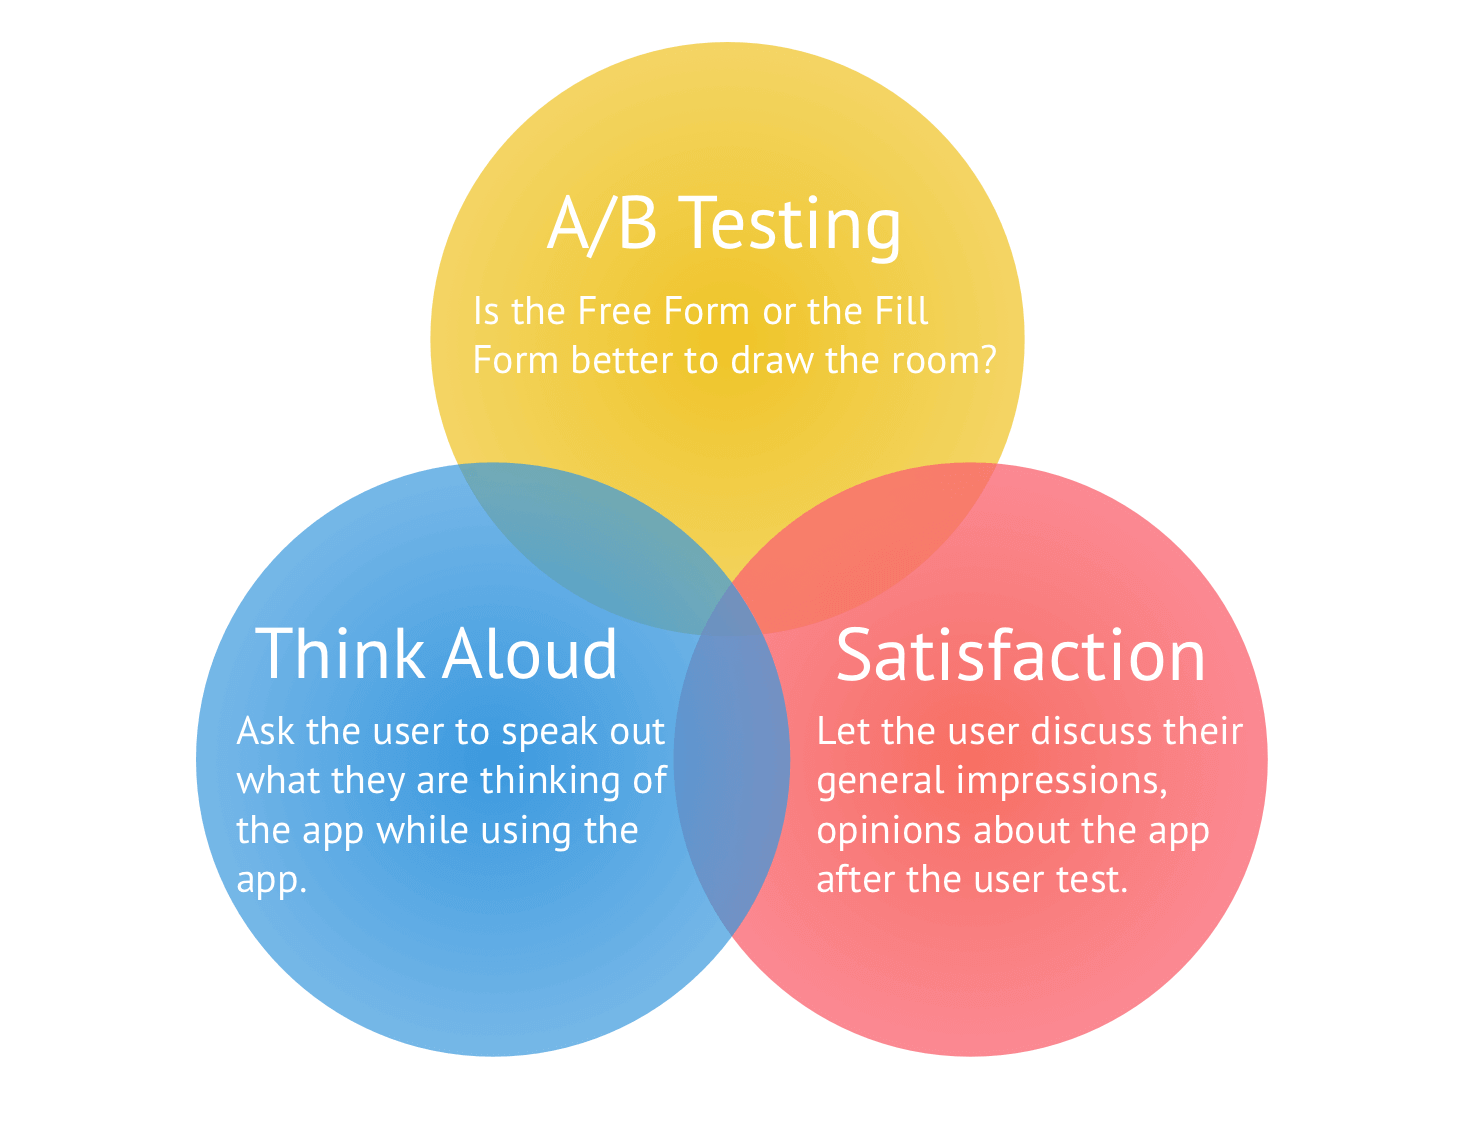 A/B Testing
Is the Free Form or the Fill
Form better to draw the room?
Think Aloud
Ask the user to speak out
what they are thinking of
the app while using the
app.
Satisfaction
Let the user discuss their
general impressions,
opinions about the app
after the user test.